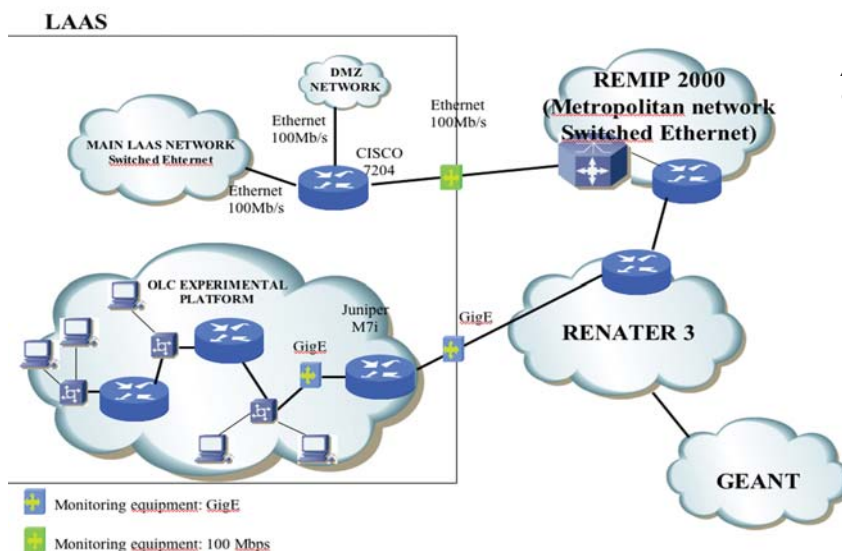 LAAS
DMZ
NETWORK
Ethernet
100Mb/s
Ethernet
100Mb/s
REMIP 2000
(Metropolitan network
Switched Ethernet)
MAIN LAAS NETWORK
Switched Ehternet
CISCO
7204
Ethernet
100Mb/s
OLC EXPERIMENTAL
PLATFORM
Juniper
M7i
GigE
GigE
RENATER 3
GEANT
Monitoring equipment: GigE
Monitoring equipment: 100 Mbps